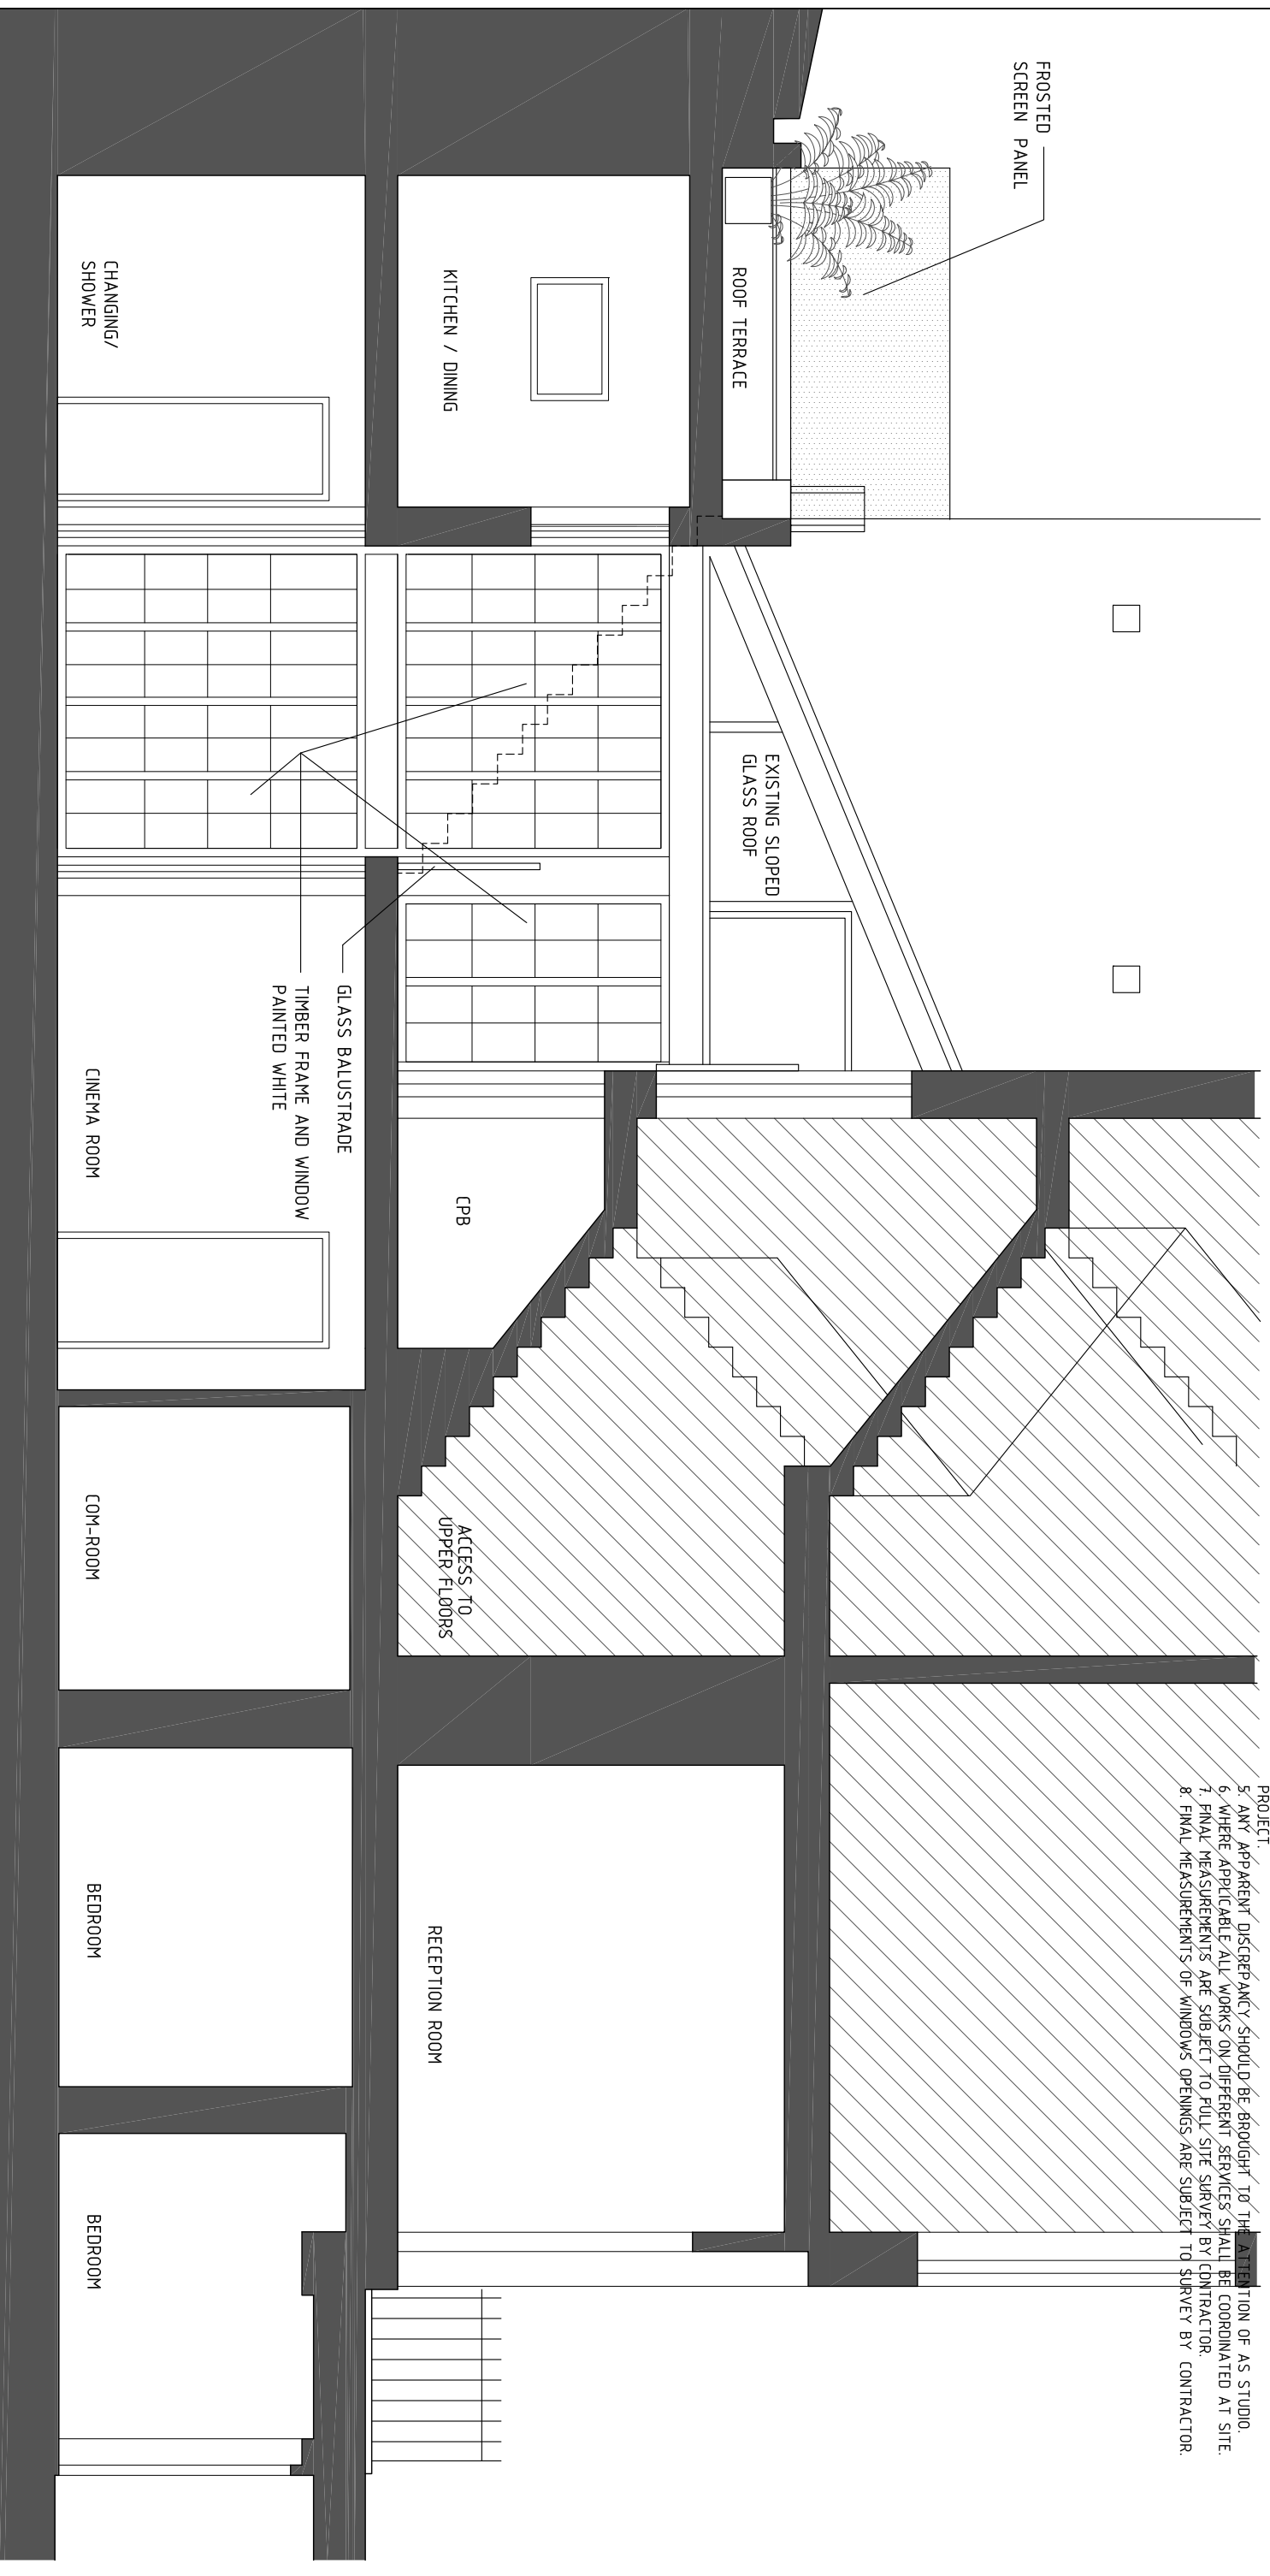 PROJECT.
5. ANY APPARENT DISCREPANCY SHOULD BE BROUGHT TO THE ATTENTION OF AS STUDIO.
6. WHERE APPLICABLE ALL WORKS ON DIFFERENT SERVICES SHALL BE COORDINATED AT SITE.
7. FINAL MEASUREMENTS ARE SUBJECT TO FULL SITE SURVEY BY CONTRACTOR.
8. FINAL MEASUREMENTS OF WINDOWS OPENINGS ARE SUBJECT TO SURVEY BY CONTRACTOR.
FROSTED
SCREEN PANEL
ROOF TERRACE
EXISTING SLOPED
GLASS ROOF
KITCHEN / DINING
CPB
ACCESS TO
UPPER FLOORS
RECEPTION ROOM
GLASS BALUSTRADE
TIMBER FRAME AND WINDOW
PAINTED WHITE
CHANGING/
SHOWER
CINEMA ROOM
COM-ROOM
BEDROOM
BEDROOM